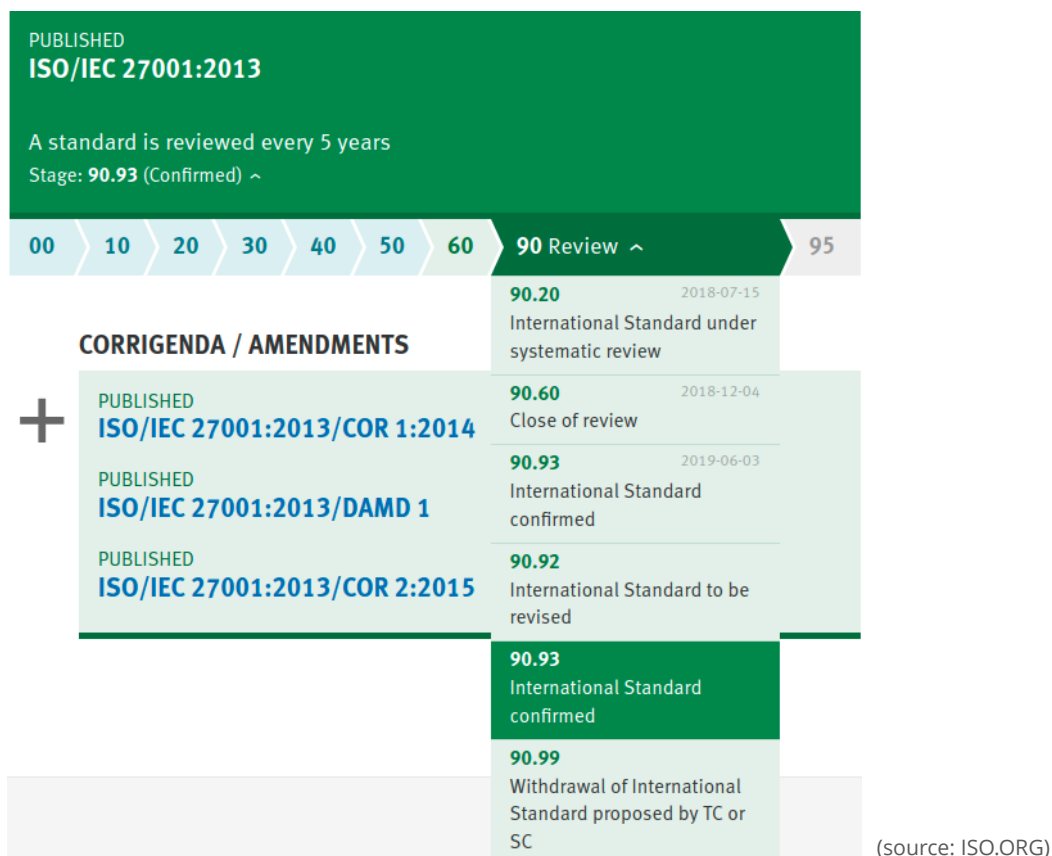 PUBLISHED
ISO/IEC 27001:2013
A standard is reviewed every 5 years
Stage: 90.93 (Confirmed)
00 10 20 30 40 50 60 90 Review 95
CORRIGENDA / AMENDMENTS
PUBLISHED
ISO/IEC 27001:2013/COR 1:2014
PUBLISHED
ISO/IEC 27001:2013/DAMD 1
PUBLISHED
ISO/IEC 27001:2013/COR 2:2015
90.20 2018-07-15
International Standard under
systematic review
90.60 2018-12-04
Close of review
90.93 2019-06-03
International Standard
confirmed
90.92
International Standard to be
revised
90.93
International Standard
confirmed
90.99
Withdrawal of International
Standard proposed by TC or
SC
(source: ISO.ORG)